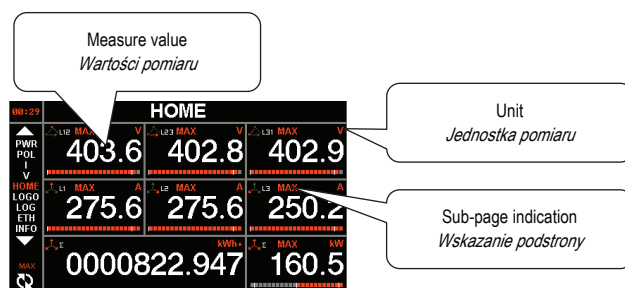 Measure value
Wartości pomiaru
Unit
Jednostka pomiaru
Sub-page indication
Wskazanie podstrony
00:29 HOME
PWR
POL
I
V
HOME
LOGO
LOG
ETH
INFO
MAX
L12 MAX V L23 MAX V L31 MAX V
403.6 402.8 402.9
L1 MAX A L2 MAX A L3 MAX A
275.6 275.6 250.2
Σ kWh+ Σ MAX kW
0000822.947 160.5